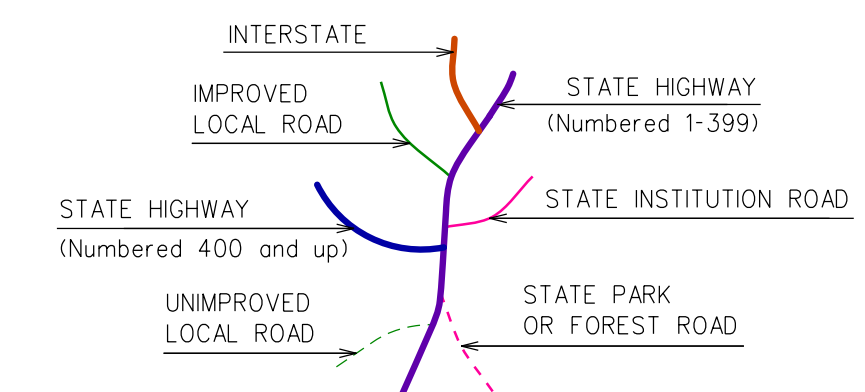 INTERSTATE
STATE HIGHWAY
(Numbered 1-399)
IMPROVED
LOCAL ROAD
STATE INSTITUTION ROAD
STATE HIGHWAY
(Numbered 400 and up)
STATE PARK
OR FOREST ROAD
UNIMPROVED
LOCAL ROAD